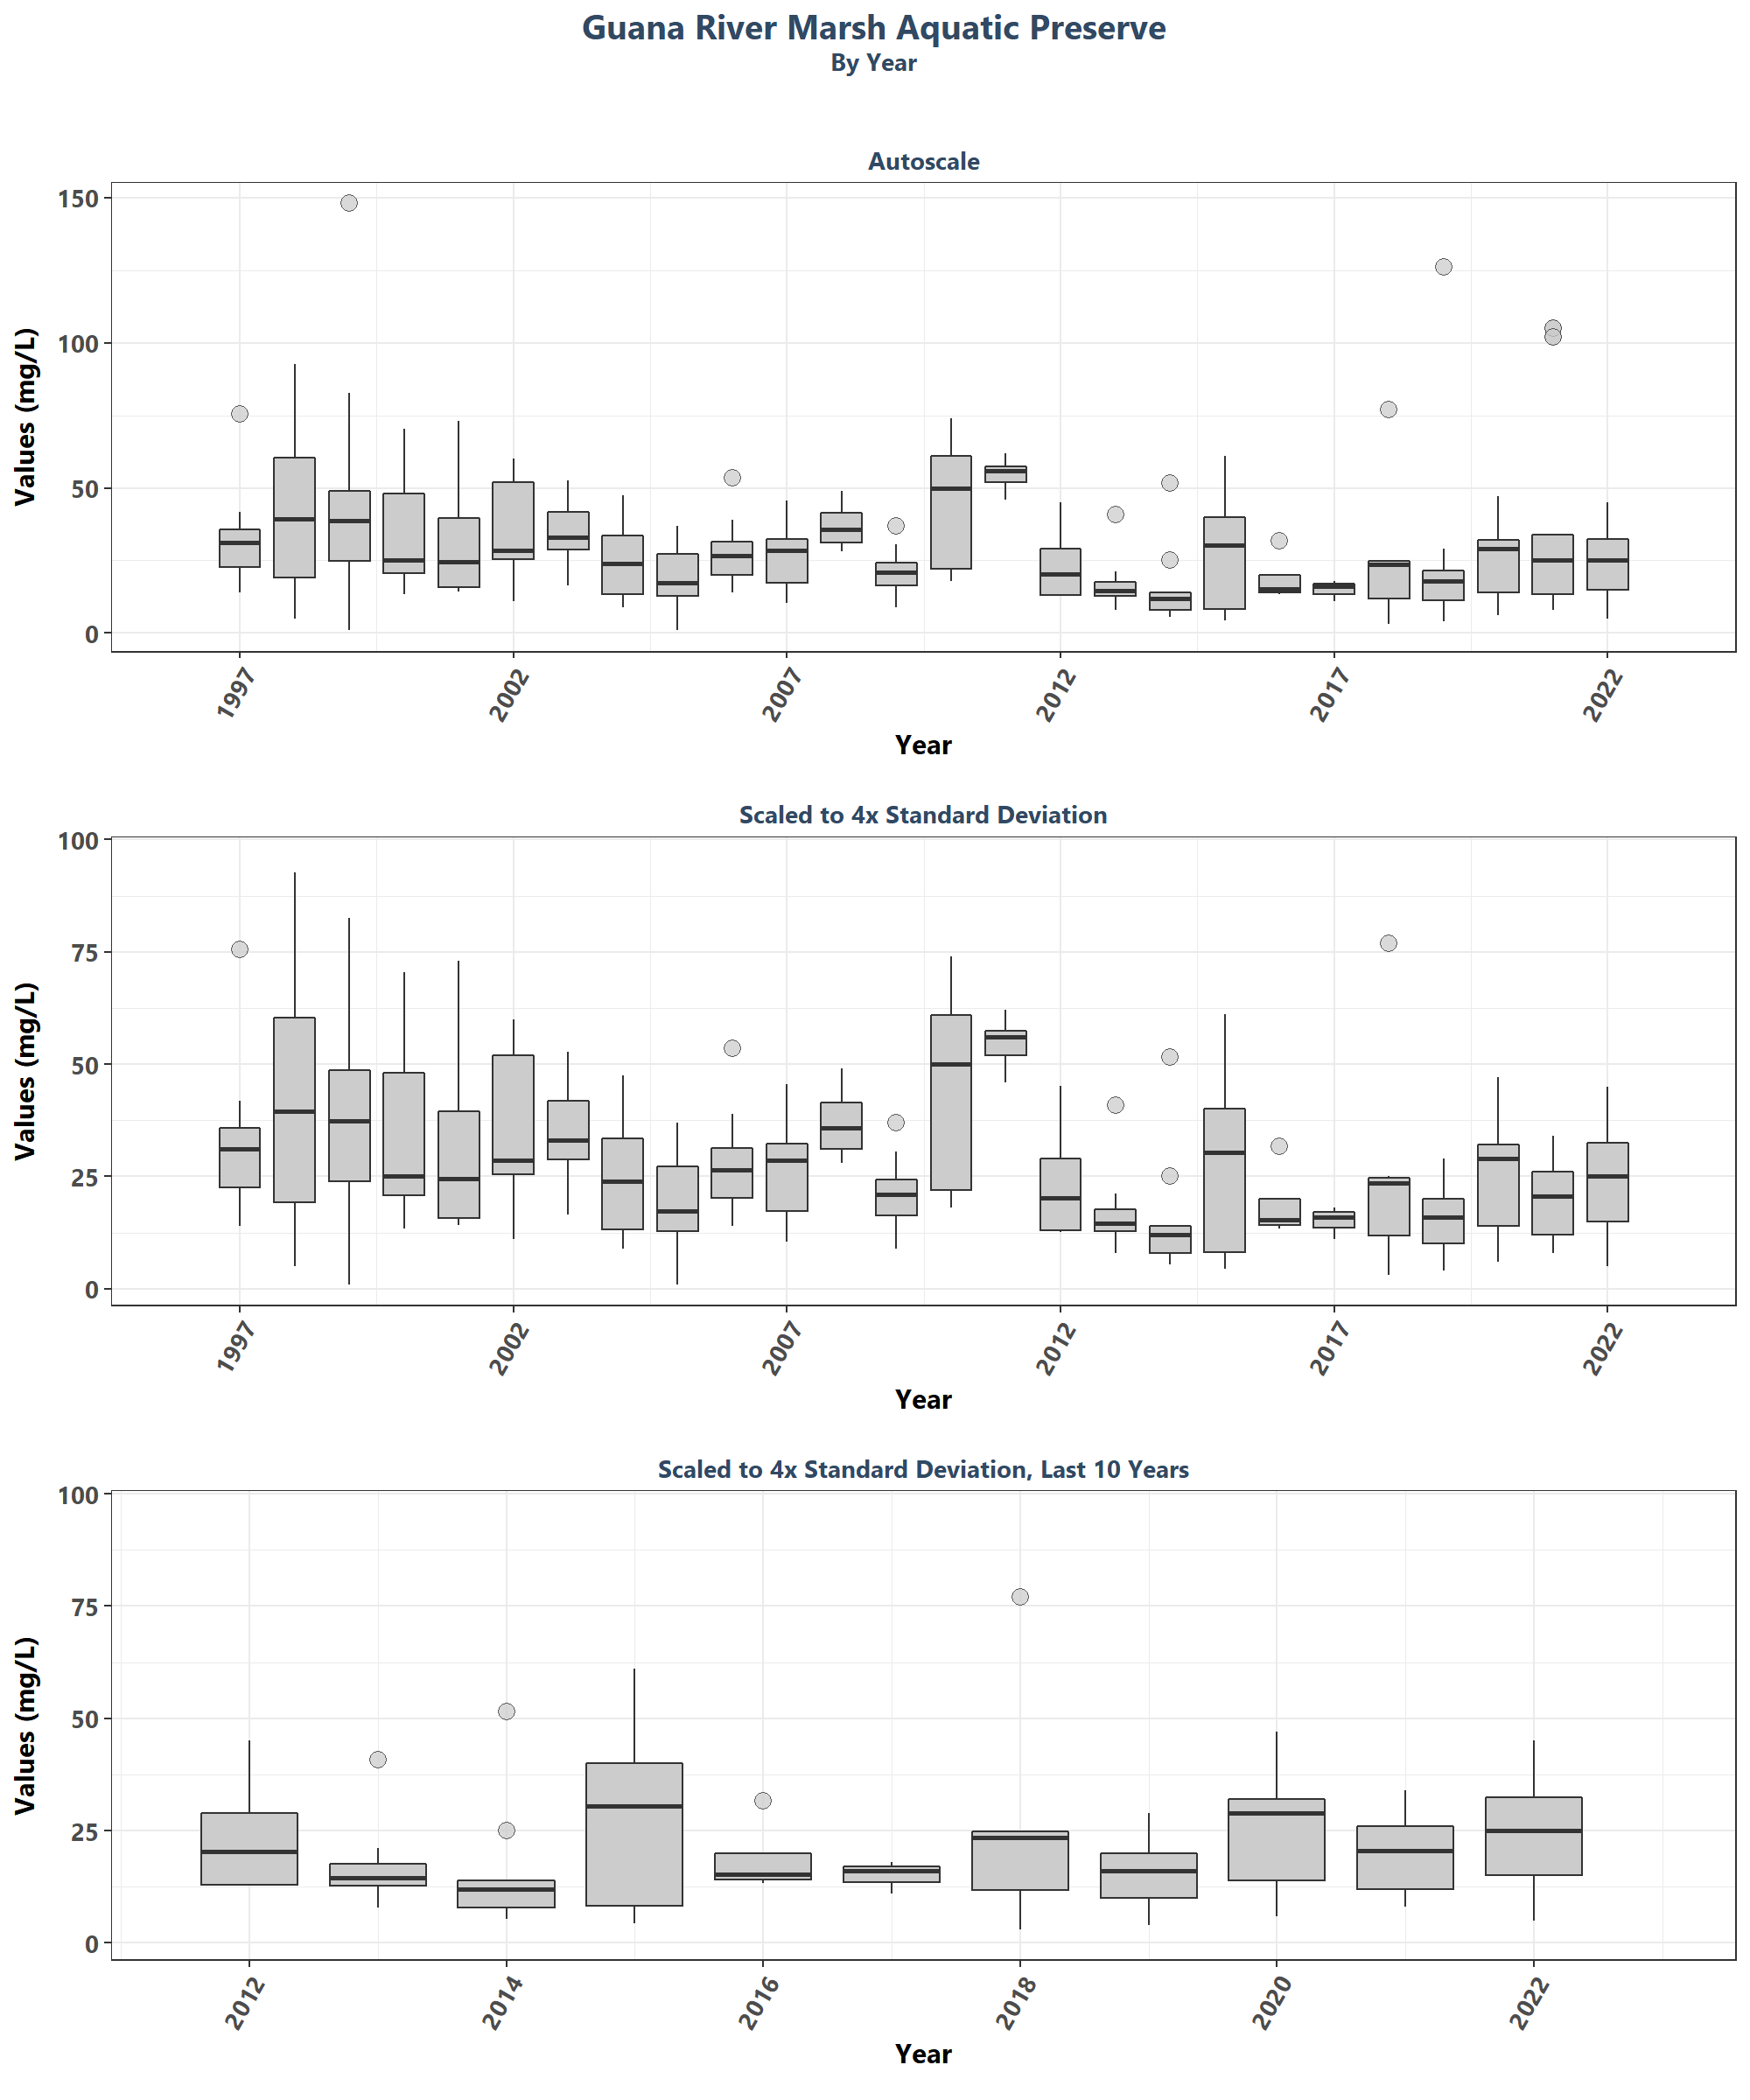 Guana River Marsh Aquatic Preserve
By Year
Autoscale
Values (mg/L)
150
100
50
0
1997 2002 2007 2012 2017 2022
Year
Scaled to 4x Standard Deviation
Values (mg/L)
100
75
50
25
0
1997 2002 2007 2012 2017 2022
Year
Scaled to 4x Standard Deviation, Last 10 Years
Values (mg/L)
100
75
50
25
0
2012 2014 2016 2018 2020 2022
Year